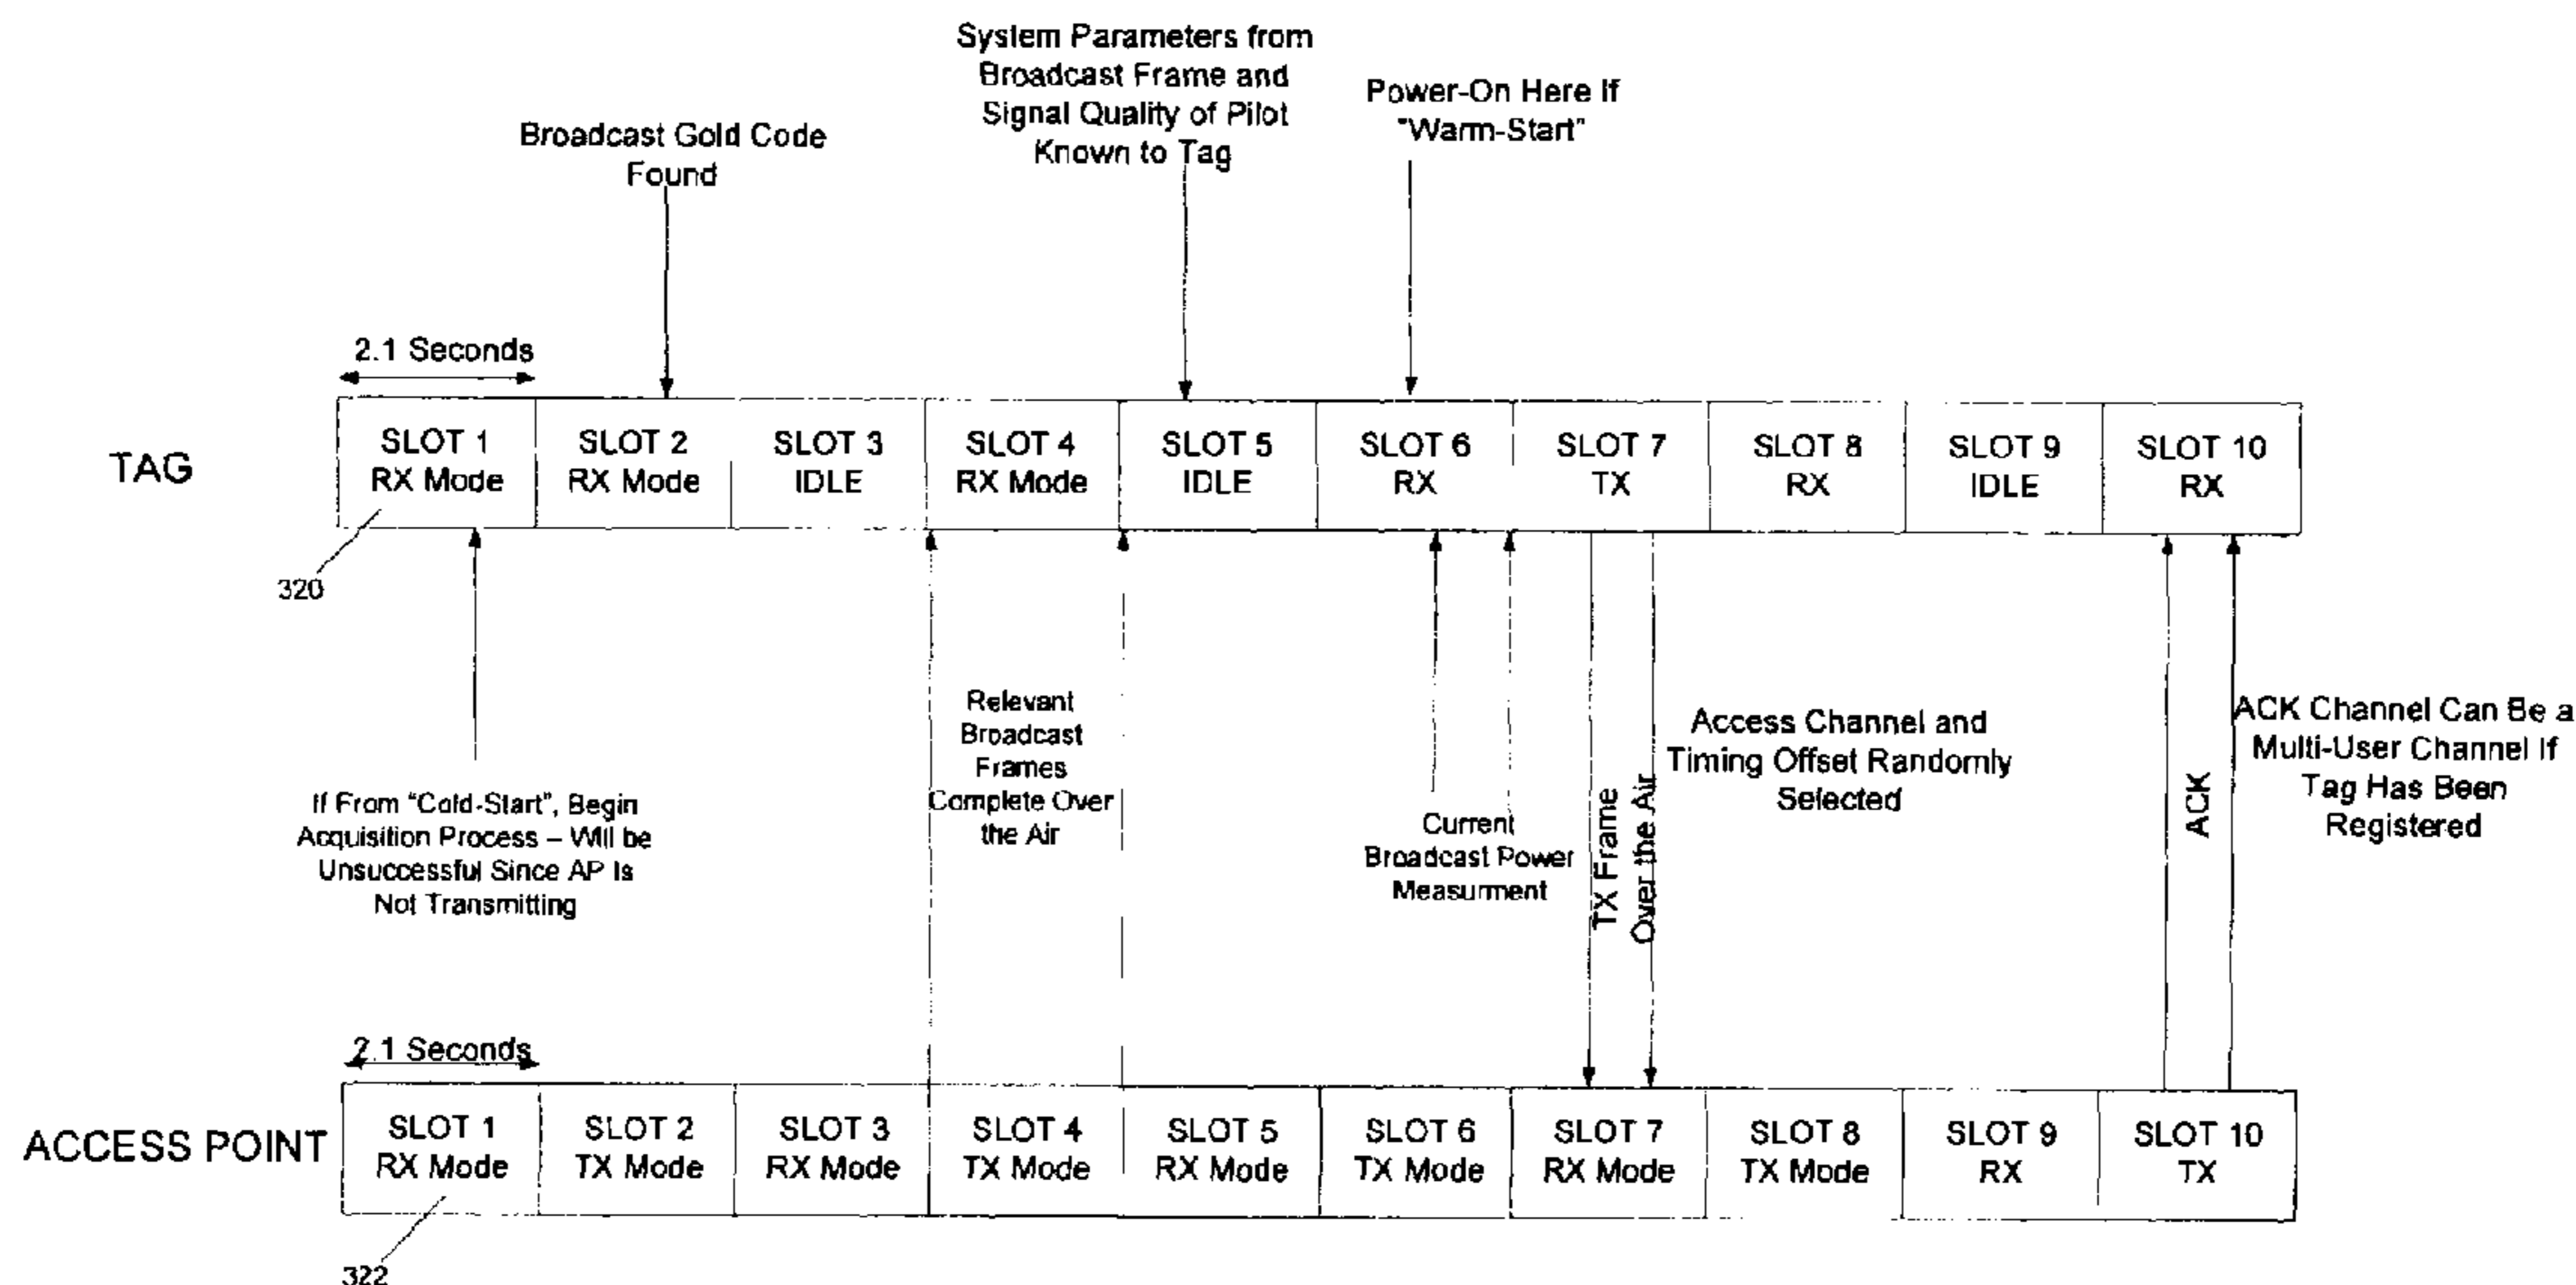 System Parameters from
Broadcast Frame and
Signal Quality of Pilot
Known to Tag
Power-On Here If
"Warm-Start"
Broadcast Gold Code
Found
2.1 Seconds
TAG
SLOT 1
RX Mode
SLOT 2
RX Mode
SLOT 3
IDLE
SLOT 4
RX Mode
SLOT 5
IDLE
SLOT 6
RX
SLOT 7
TX
SLOT 8
RX
SLOT 9
IDLE
SLOT 10
RX
320
If From "Cold-Start", Begin
Acquisition Process – Will be
Unsuccessful Since AP Is
Not Transmitting
Relevant
Broadcast
Frames
Complete Over
the Air
Current
Broadcast Power
Measurment
TX Frame
Over the Air
Access Channel and
Timing Offset Randomly
Selected
ACK
ACK Channel Can Be a
Multi-User Channel If
Tag Has Been
Registered
2.1 Seconds
ACCESS POINT
SLOT 1
RX Mode
SLOT 2
TX Mode
SLOT 3
RX Mode
SLOT 4
TX Mode
SLOT 5
RX Mode
SLOT 6
TX Mode
SLOT 7
RX Mode
SLOT 8
TX Mode
SLOT 9
RX
SLOT 10
TX
322